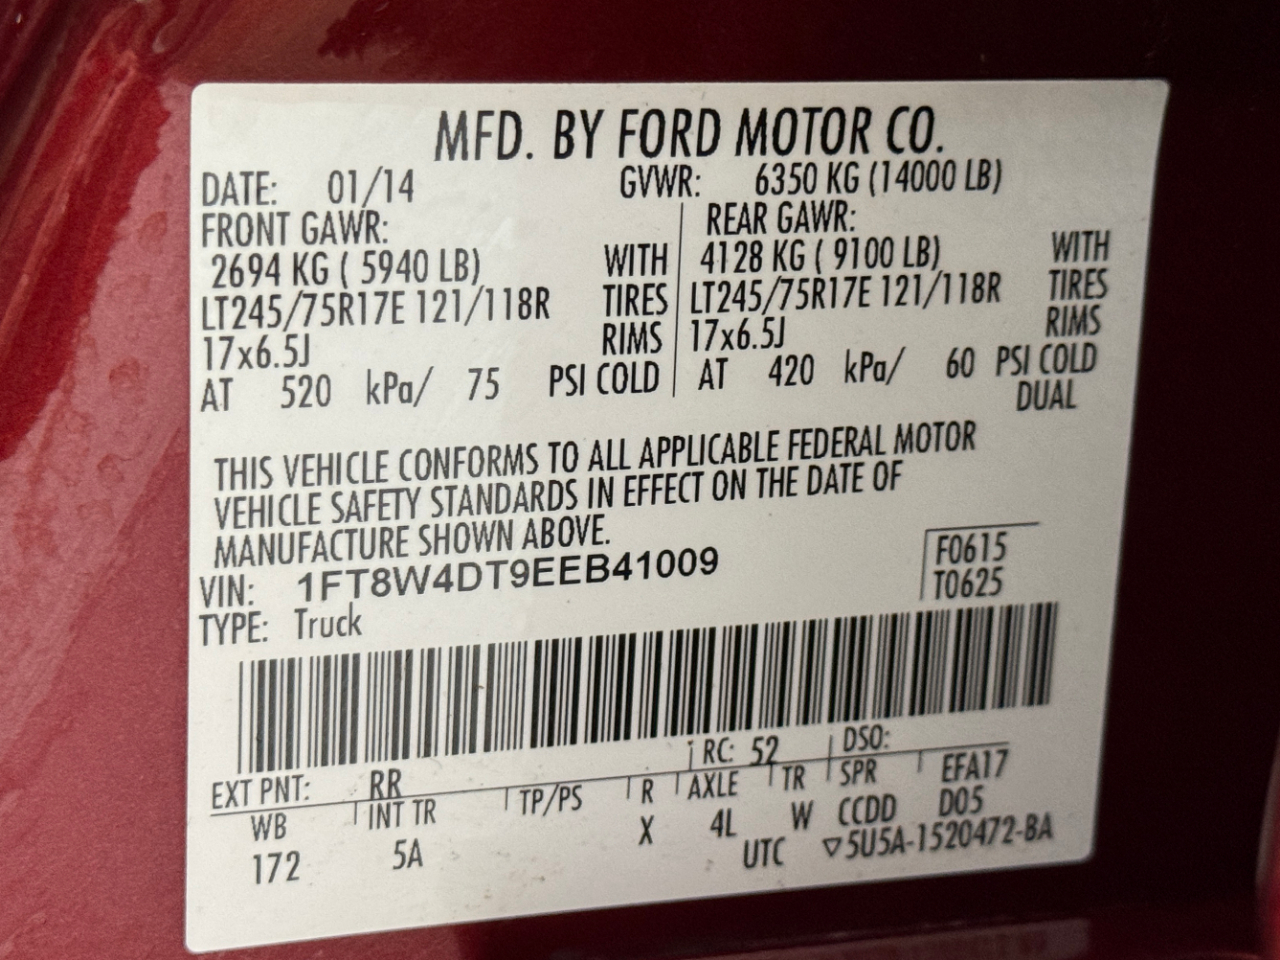 MFD. BY FORD MOTOR CO.
DATE: 01/14 GVWR: 6350 KG (14000 LB)
FRONT GAWR: REAR GAWR:
2694 KG ( 5940 LB) WITH 4128 KG ( 9100 LB) WITH
LT245/75R17E 121/118R TIRES LT245/75R17E 121/118R TIRES
17x6.5J RIMS 17x6.5J RIMS
AT 520 kPa/ 75 PSI COLD AT 420 kPa/ 60 PSI COLD
DUAL
THIS VEHICLE CONFORMS TO ALL APPLICABLE FEDERAL MOTOR
VEHICLE SAFETY STANDARDS IN EFFECT ON THE DATE OF
MANUFACTURE SHOWN ABOVE.
VIN: 1FT8W4DT9EEB41009 F0615
TYPE: Truck T0625
EXT PNT: RR RC: 52 DSO:
WB INT TR TP/PS R AXLE TR SPR EFA17
172 5A X 4L W CCDD D05
UTC ▽5U5A-1520472-BA